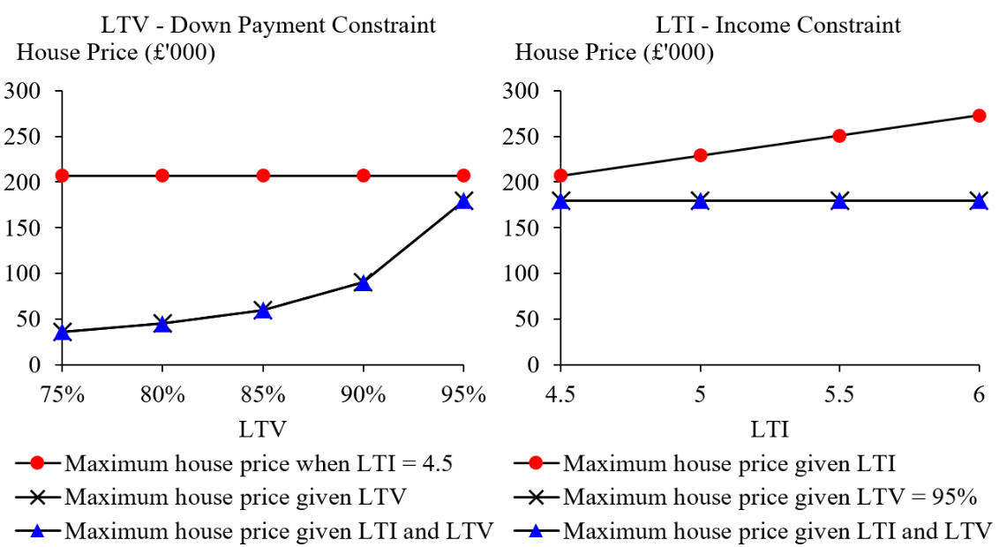 LTV - Down Payment Constraint
House Price (£'000)
300
250
200
150
100
50
0
75% 80% 85% 90% 95%
LTV
Maximum house price when LTI = 4.5
Maximum house price given LTV
Maximum house price given LTI and LTV
LTI - Income Constraint
House Price (£'000)
300
250
200
150
100
50
0
4.5 5 5.5 6
LTI
Maximum house price given LTI
Maximum house price given LTV = 95%
Maximum house price given LTI and LTV